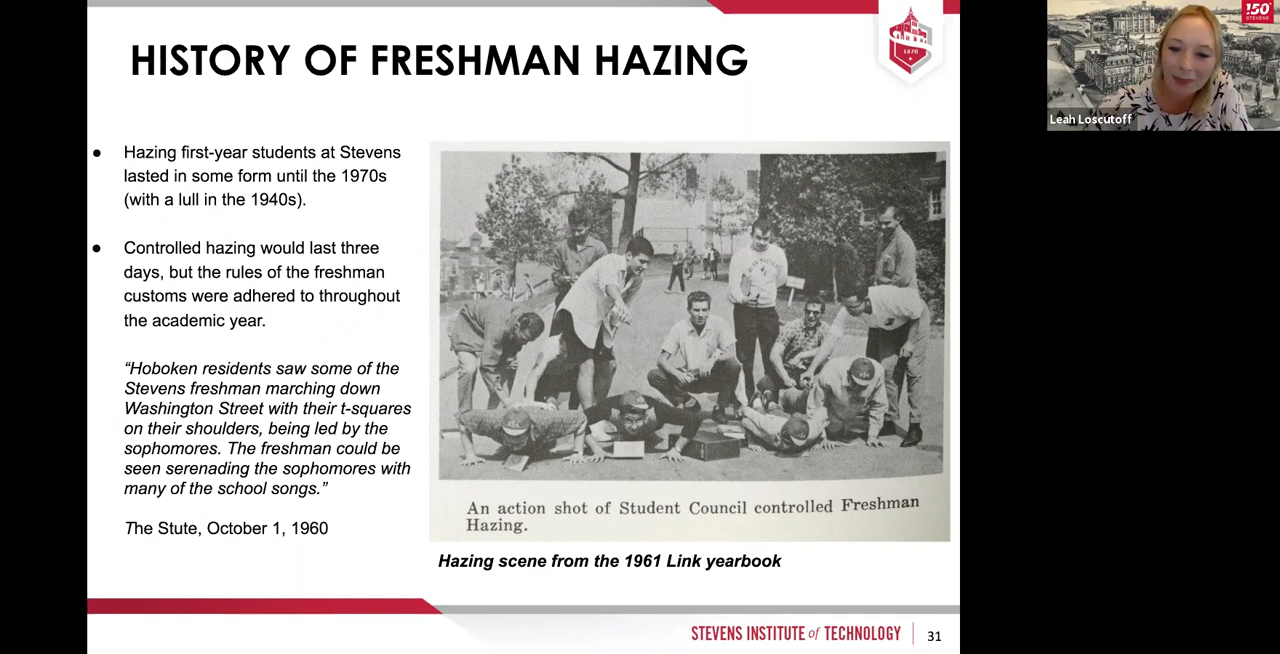 HISTORY OF FRESHMAN HAZING
1870
150
STEVENS
Leah Loscutoff
● Hazing first-year students at Stevens
lasted in some form until the 1970s
(with a lull in the 1940s).
● Controlled hazing would last three
days, but the rules of the freshman
customs were adhered to throughout
the academic year.
“Hoboken residents saw some of the
Stevens freshman marching down
Washington Street with their t-squares
on their shoulders, being led by the
sophomores. The freshman could be
seen serenading the sophomores with
many of the school songs.”
The Stute, October 1, 1960
An action shot of Student Council controlled Freshman
Hazing.
Hazing scene from the 1961 Link yearbook
STEVENS INSTITUTE of TECHNOLOGY
31